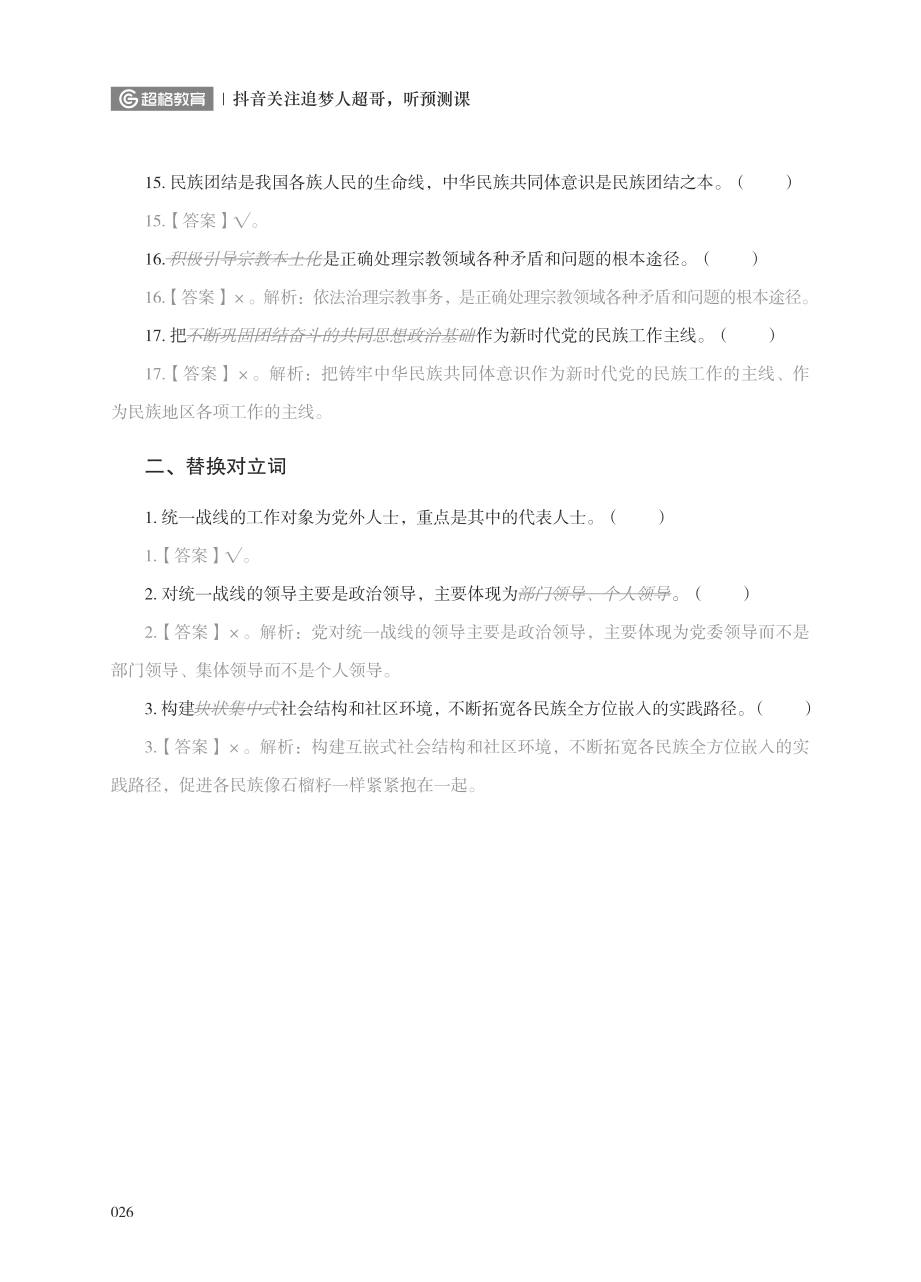 超格教育 | 抖音关注追梦人超哥，听预测课
15. 民族团结是我国各族人民的生命线，中华民族共同体意识是民族团结之本。（　　）
15.【答案】√。
16. 积极引导宗教本土化是正确处理宗教领域各种矛盾和问题的根本途径。（　　）
16.【答案】×。解析：依法治理宗教事务，是正确处理宗教领域各种矛盾和问题的根本途径。
17. 把不断巩固团结奋斗的共同思想政治基础作为新时代党的民族工作主线。（　　）
17.【答案】×。解析：把铸牢中华民族共同体意识作为新时代党的民族工作的主线、作
为民族地区各项工作的主线。
二、替换对立词
1. 统一战线的工作对象为党外人士，重点是其中的代表人士。（　　）
1.【答案】√。
2. 对统一战线的领导主要是政治领导，主要体现为部门领导、个人领导。（　　）
2.【答案】×。解析：党对统一战线的领导主要是政治领导，主要体现为党委领导而不是
部门领导、集体领导而不是个人领导。
3. 构建块状集中式社会结构和社区环境，不断拓宽各民族全方位嵌入的实践路径。（　　）
3.【答案】×。解析：构建互嵌式社会结构和社区环境，不断拓宽各民族全方位嵌入的实
践路径，促进各民族像石榴籽一样紧紧抱在一起。
026